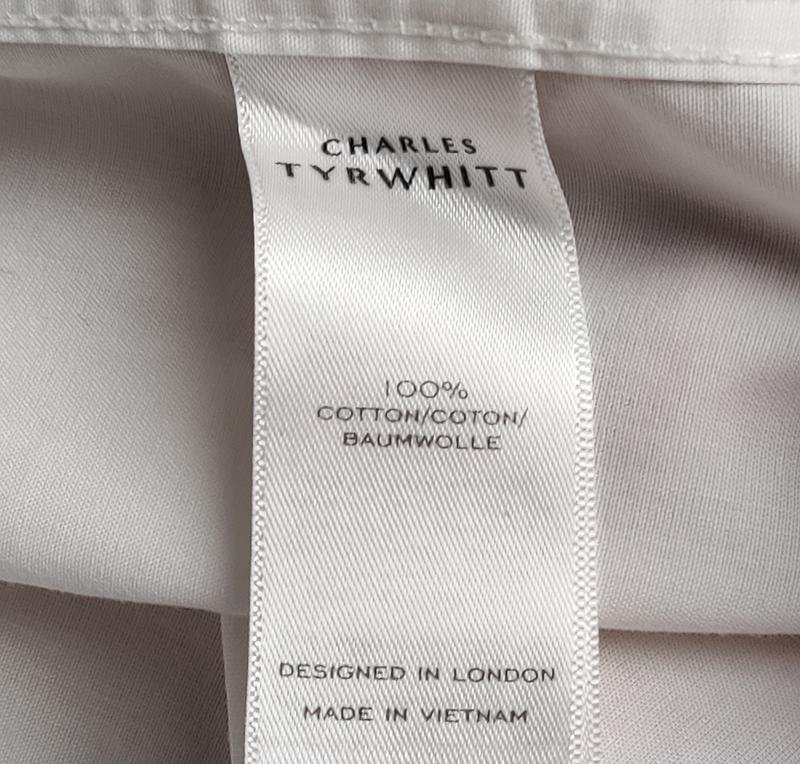 CHARLES
TYRWHITT
100%
COTTON/COTON/
BAUMWOLLE
DESIGNED IN LONDON
MADE IN VIETNAM